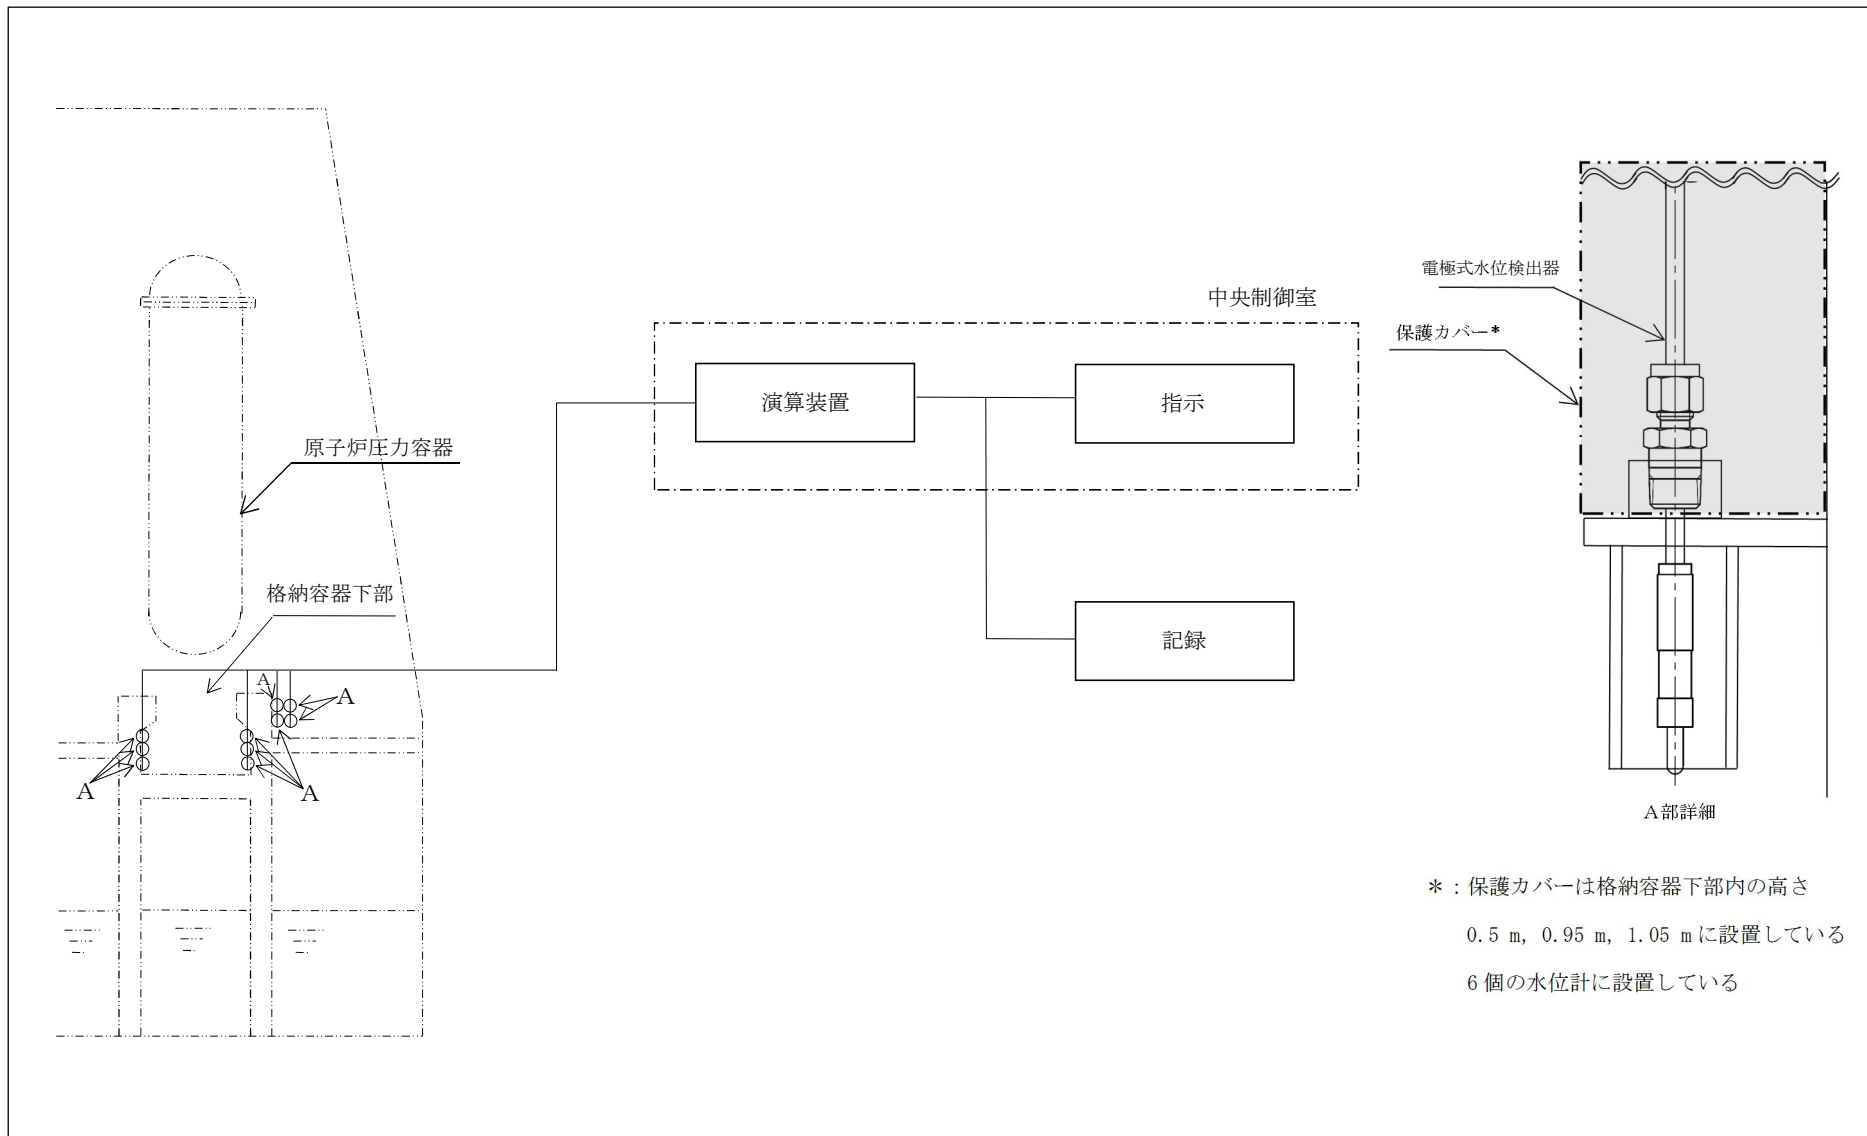 中央制御室
電極式水位検出器
保護カバー*
演算装置
指示
原子炉圧力容器
格納容器下部
記録
A
A
A
A
A部詳細
*:保護カバーは格納容器下部内の高さ
0.5 m, 0.95 m, 1.05 mに設置している
6個の水位計に設置している